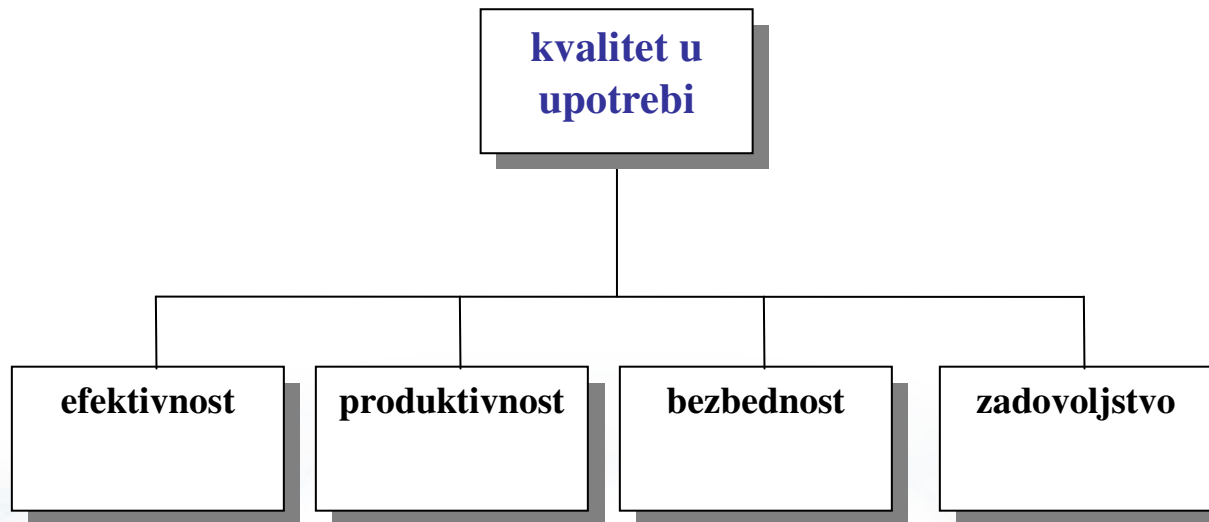 kvalitet u
upotrebi
efektivnost
produktivnost
bezbednost
zadovoljstvo